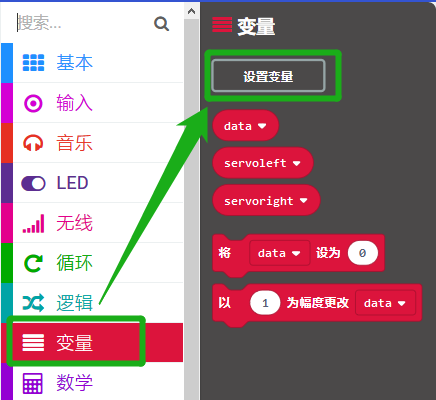 搜索...
基本
输入
音乐
LED
无线
循环
逻辑
变量
数学
变量
设置变量
data
servoleft
servoright
将 data 设为 0
以 1 为幅度更改 data